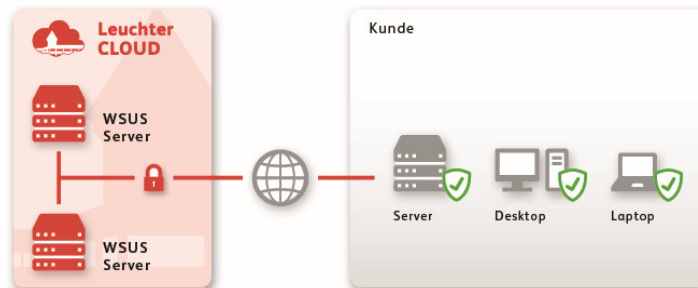 Leuchter
CLOUD
WSUS
Server
WSUS
Server
Kunde
Server
Desktop
Laptop